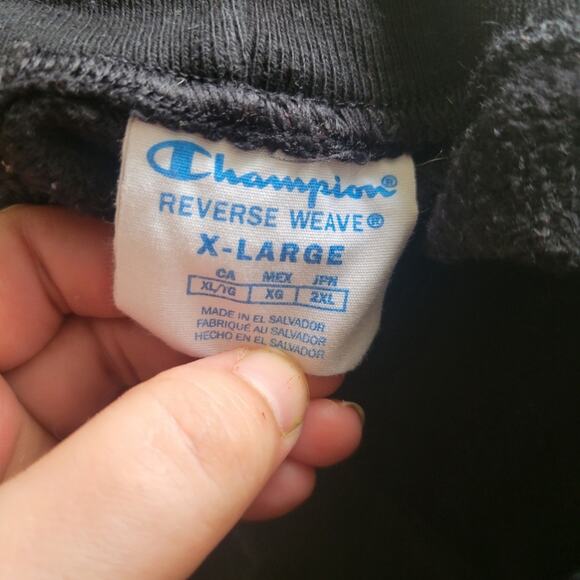 Champion®
REVERSE WEAVE®
X-LARGE
CA MEX JPN
XL/TG XG 2XL
MADE IN EL SALVADOR
FABRIQUÉ AU SALVADOR
HECHO EN EL SALVADOR